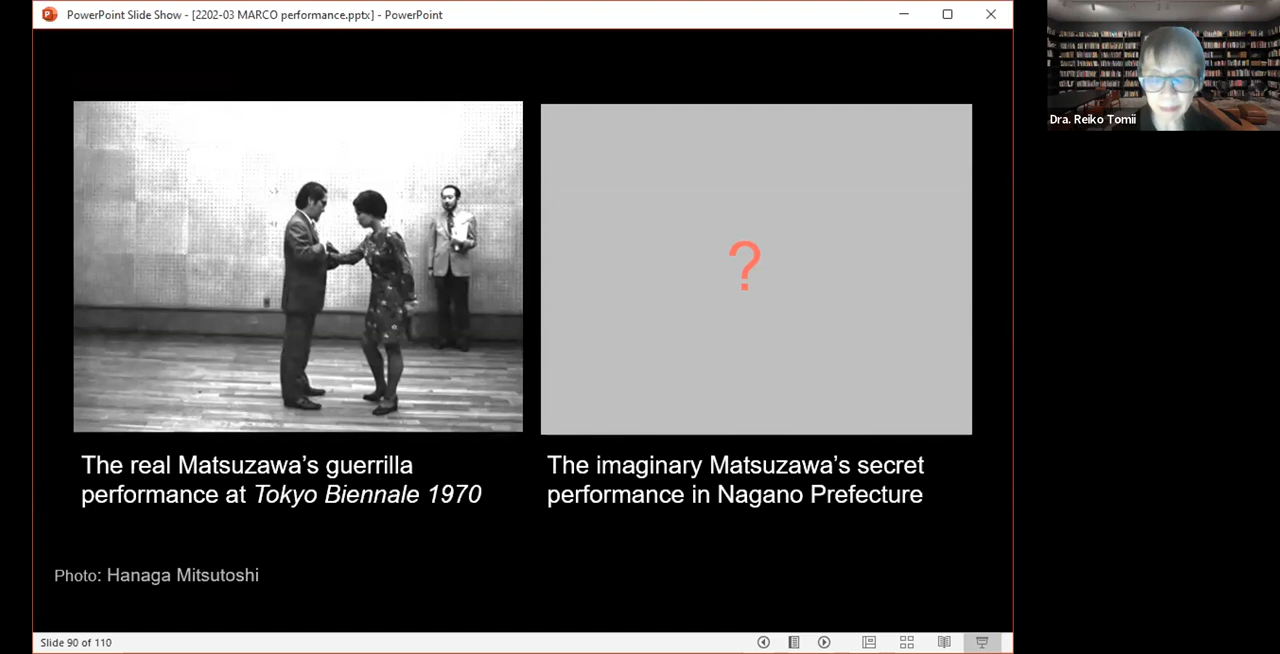 PowerPoint Slide Show - [2202-03 MARCO performance.pptx] - PowerPoint
Dra. Reiko Tomii
?
The real Matsuzawa’s guerrilla
performance at Tokyo Biennale 1970
The imaginary Matsuzawa’s secret
performance in Nagano Prefecture
Photo: Hanaga Mitsutoshi
Slide 90 of 110